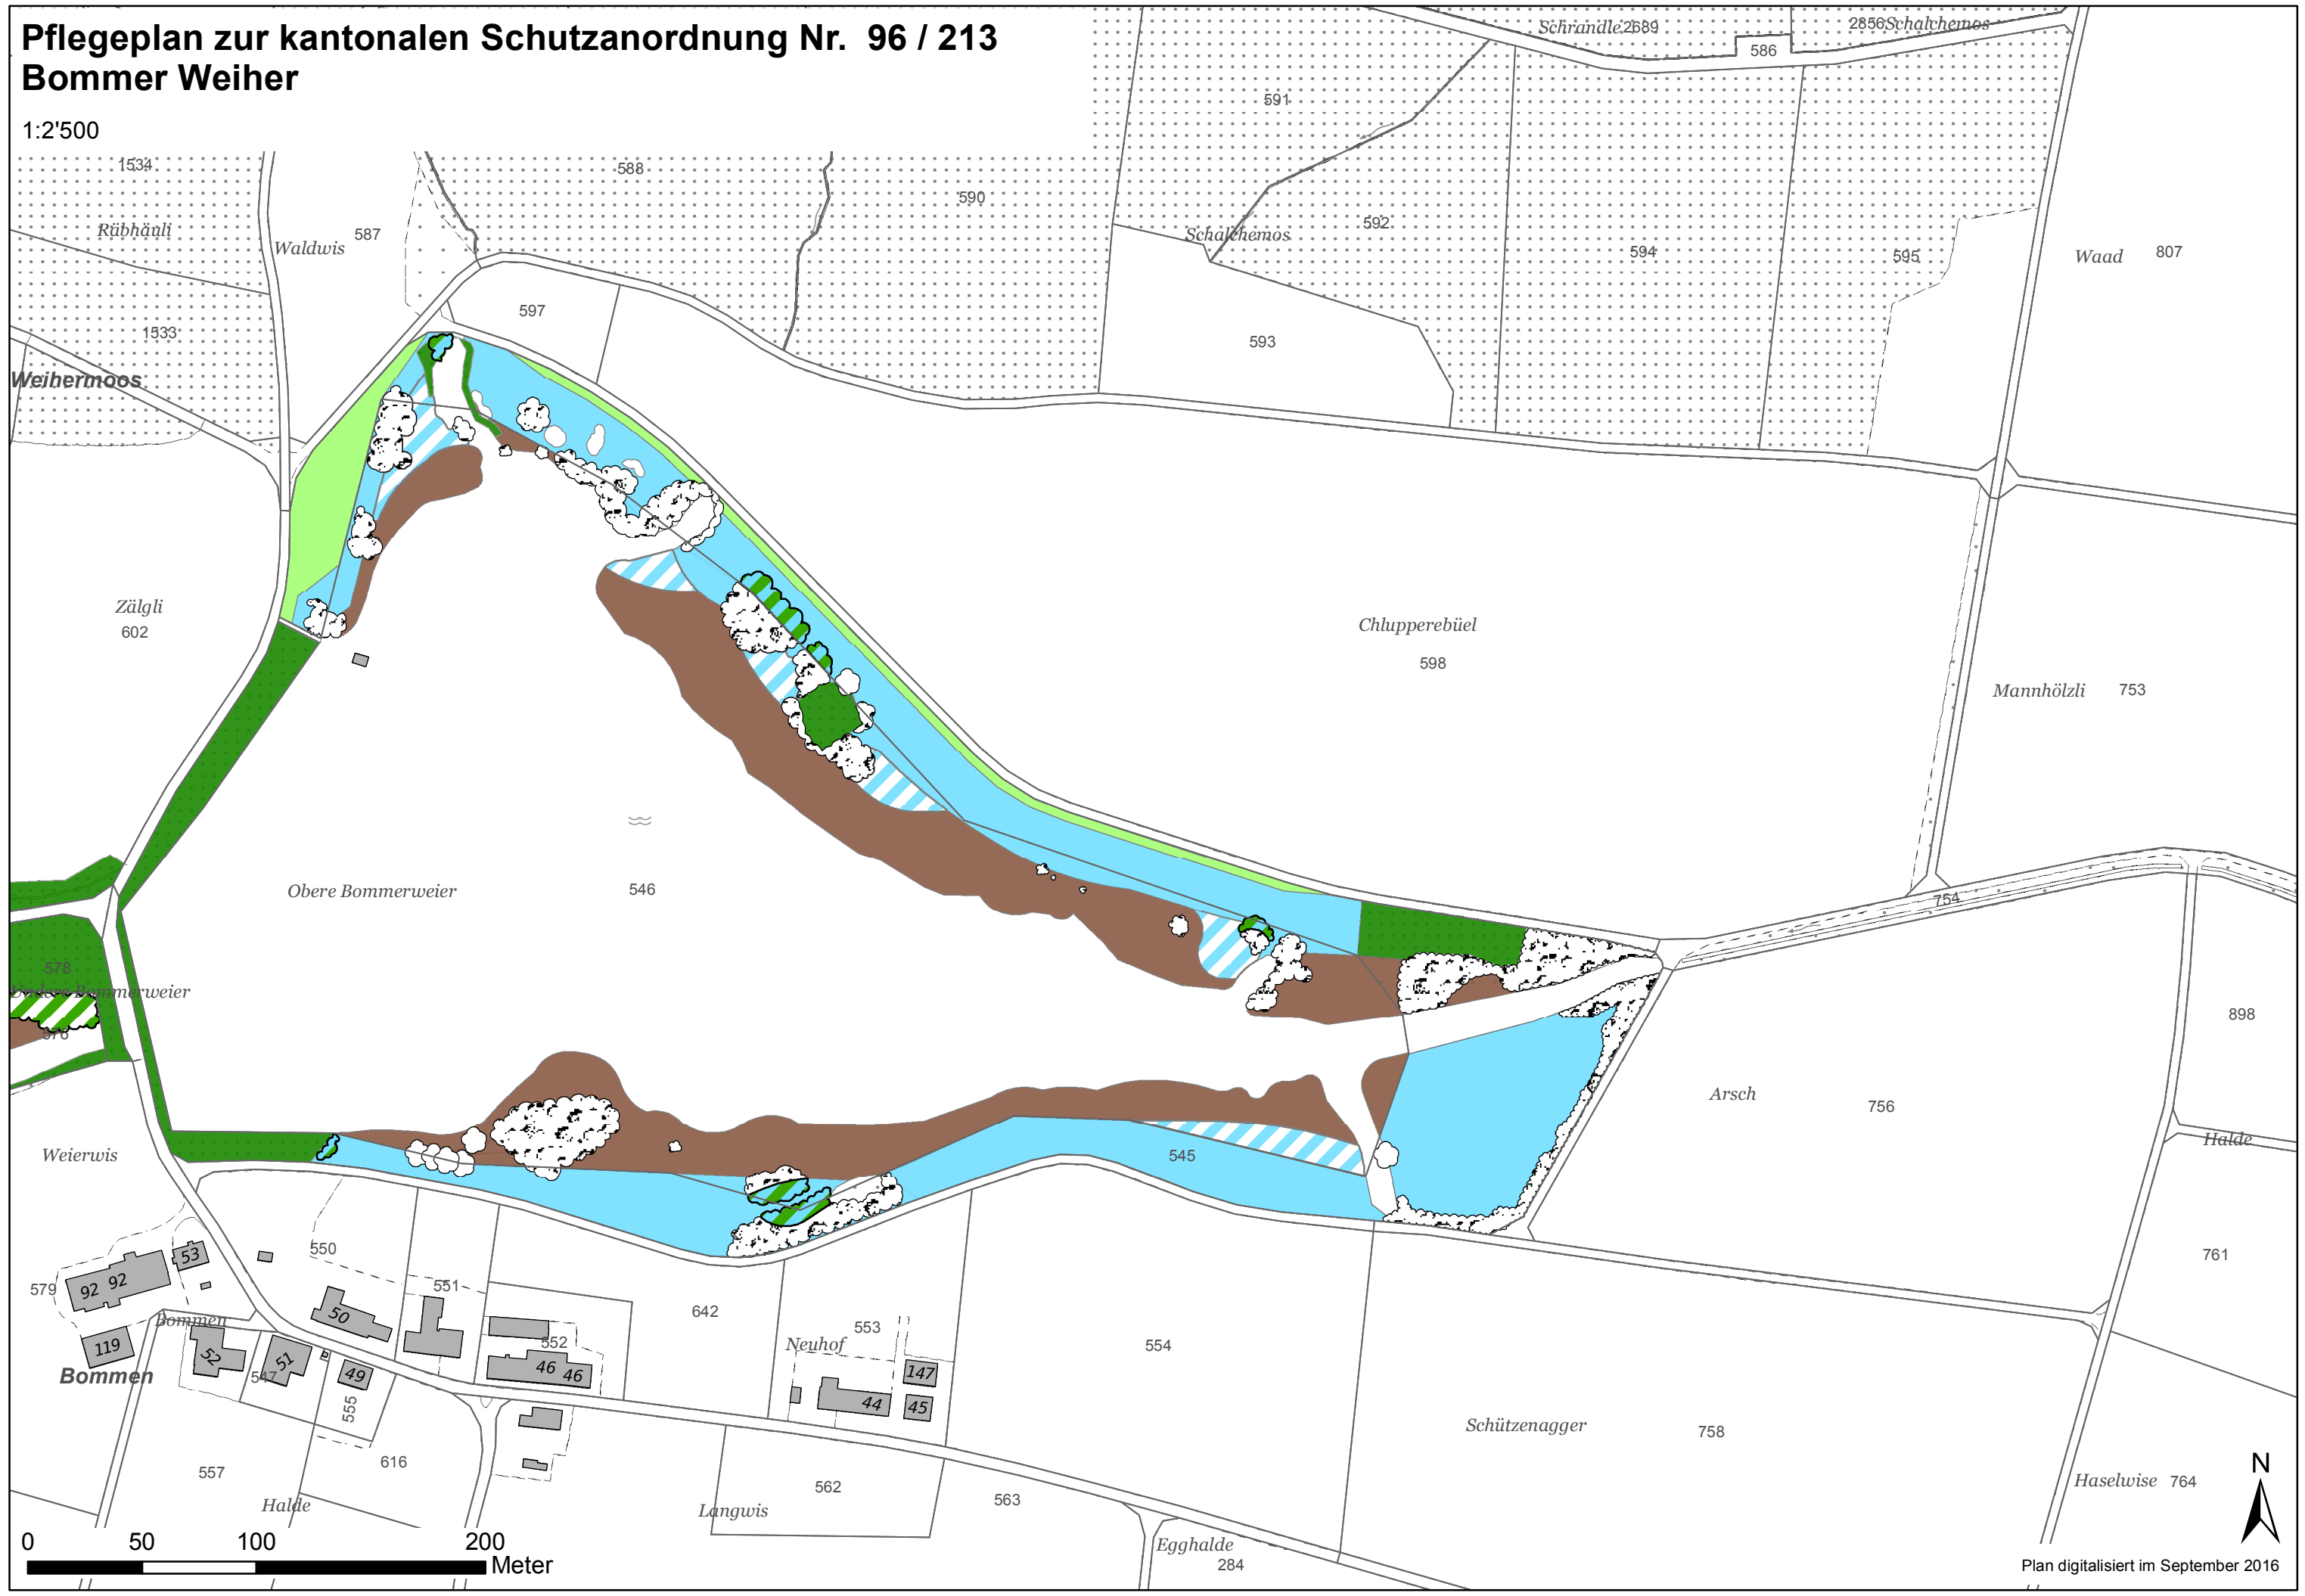 Pflegeplan zur kantonalen Schutzanordnung Nr. 96 / 213
Bommer Weiher
1:2'500
Schrandle 2689
2856 Schalchemos
586
591
1534
588
590
592
Räbhäuli
Waldwis 587
Schalchemos
594
595
Waad 807
597
1533
593
Weihermoos
Zälgli
602
Chlupperebüel
598
Mannhölzli 753
Obere Bommerweier 546
754
578
Undere Bommerweier
576
898
Arsch
756
Weierwis
545
Halde
550
53
92 92
579
551
761
50
642
Bommen
553
119
52
51
552
Neuhof
554
46 46
Bommen
547
49
147
44
45
555
Schützenagger 758
616
557
562
563
Haselwise 764
N
Halde
Langwis
0 50 100 200
Meter
Egghalde
284
Plan digitalisiert im September 2016